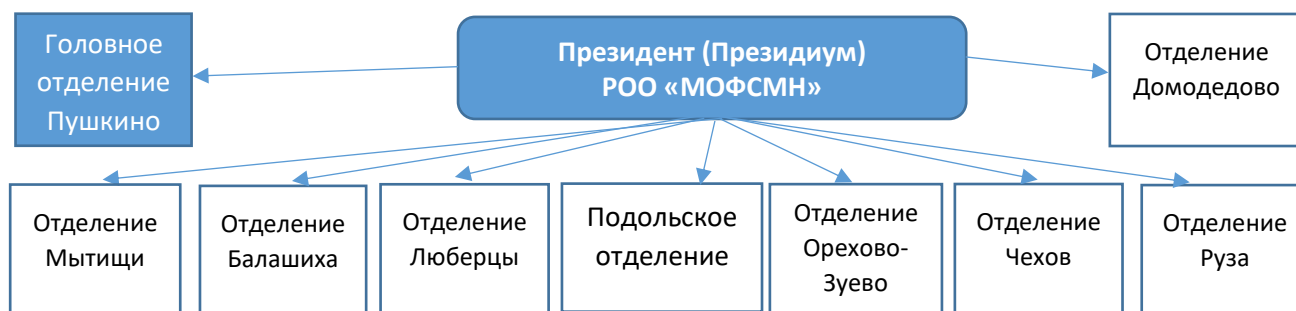 Головное
отделение
Пушкино
Президент (Президиум)
РОО «МОФСМН»
Отделение
Домодедово
Отделение
Мытищи
Отделение
Балашиха
Отделение
Люберцы
Подольское
отделение
Отделение
Орехово-
Зуево
Отделение
Чехов
Отделение
Руза